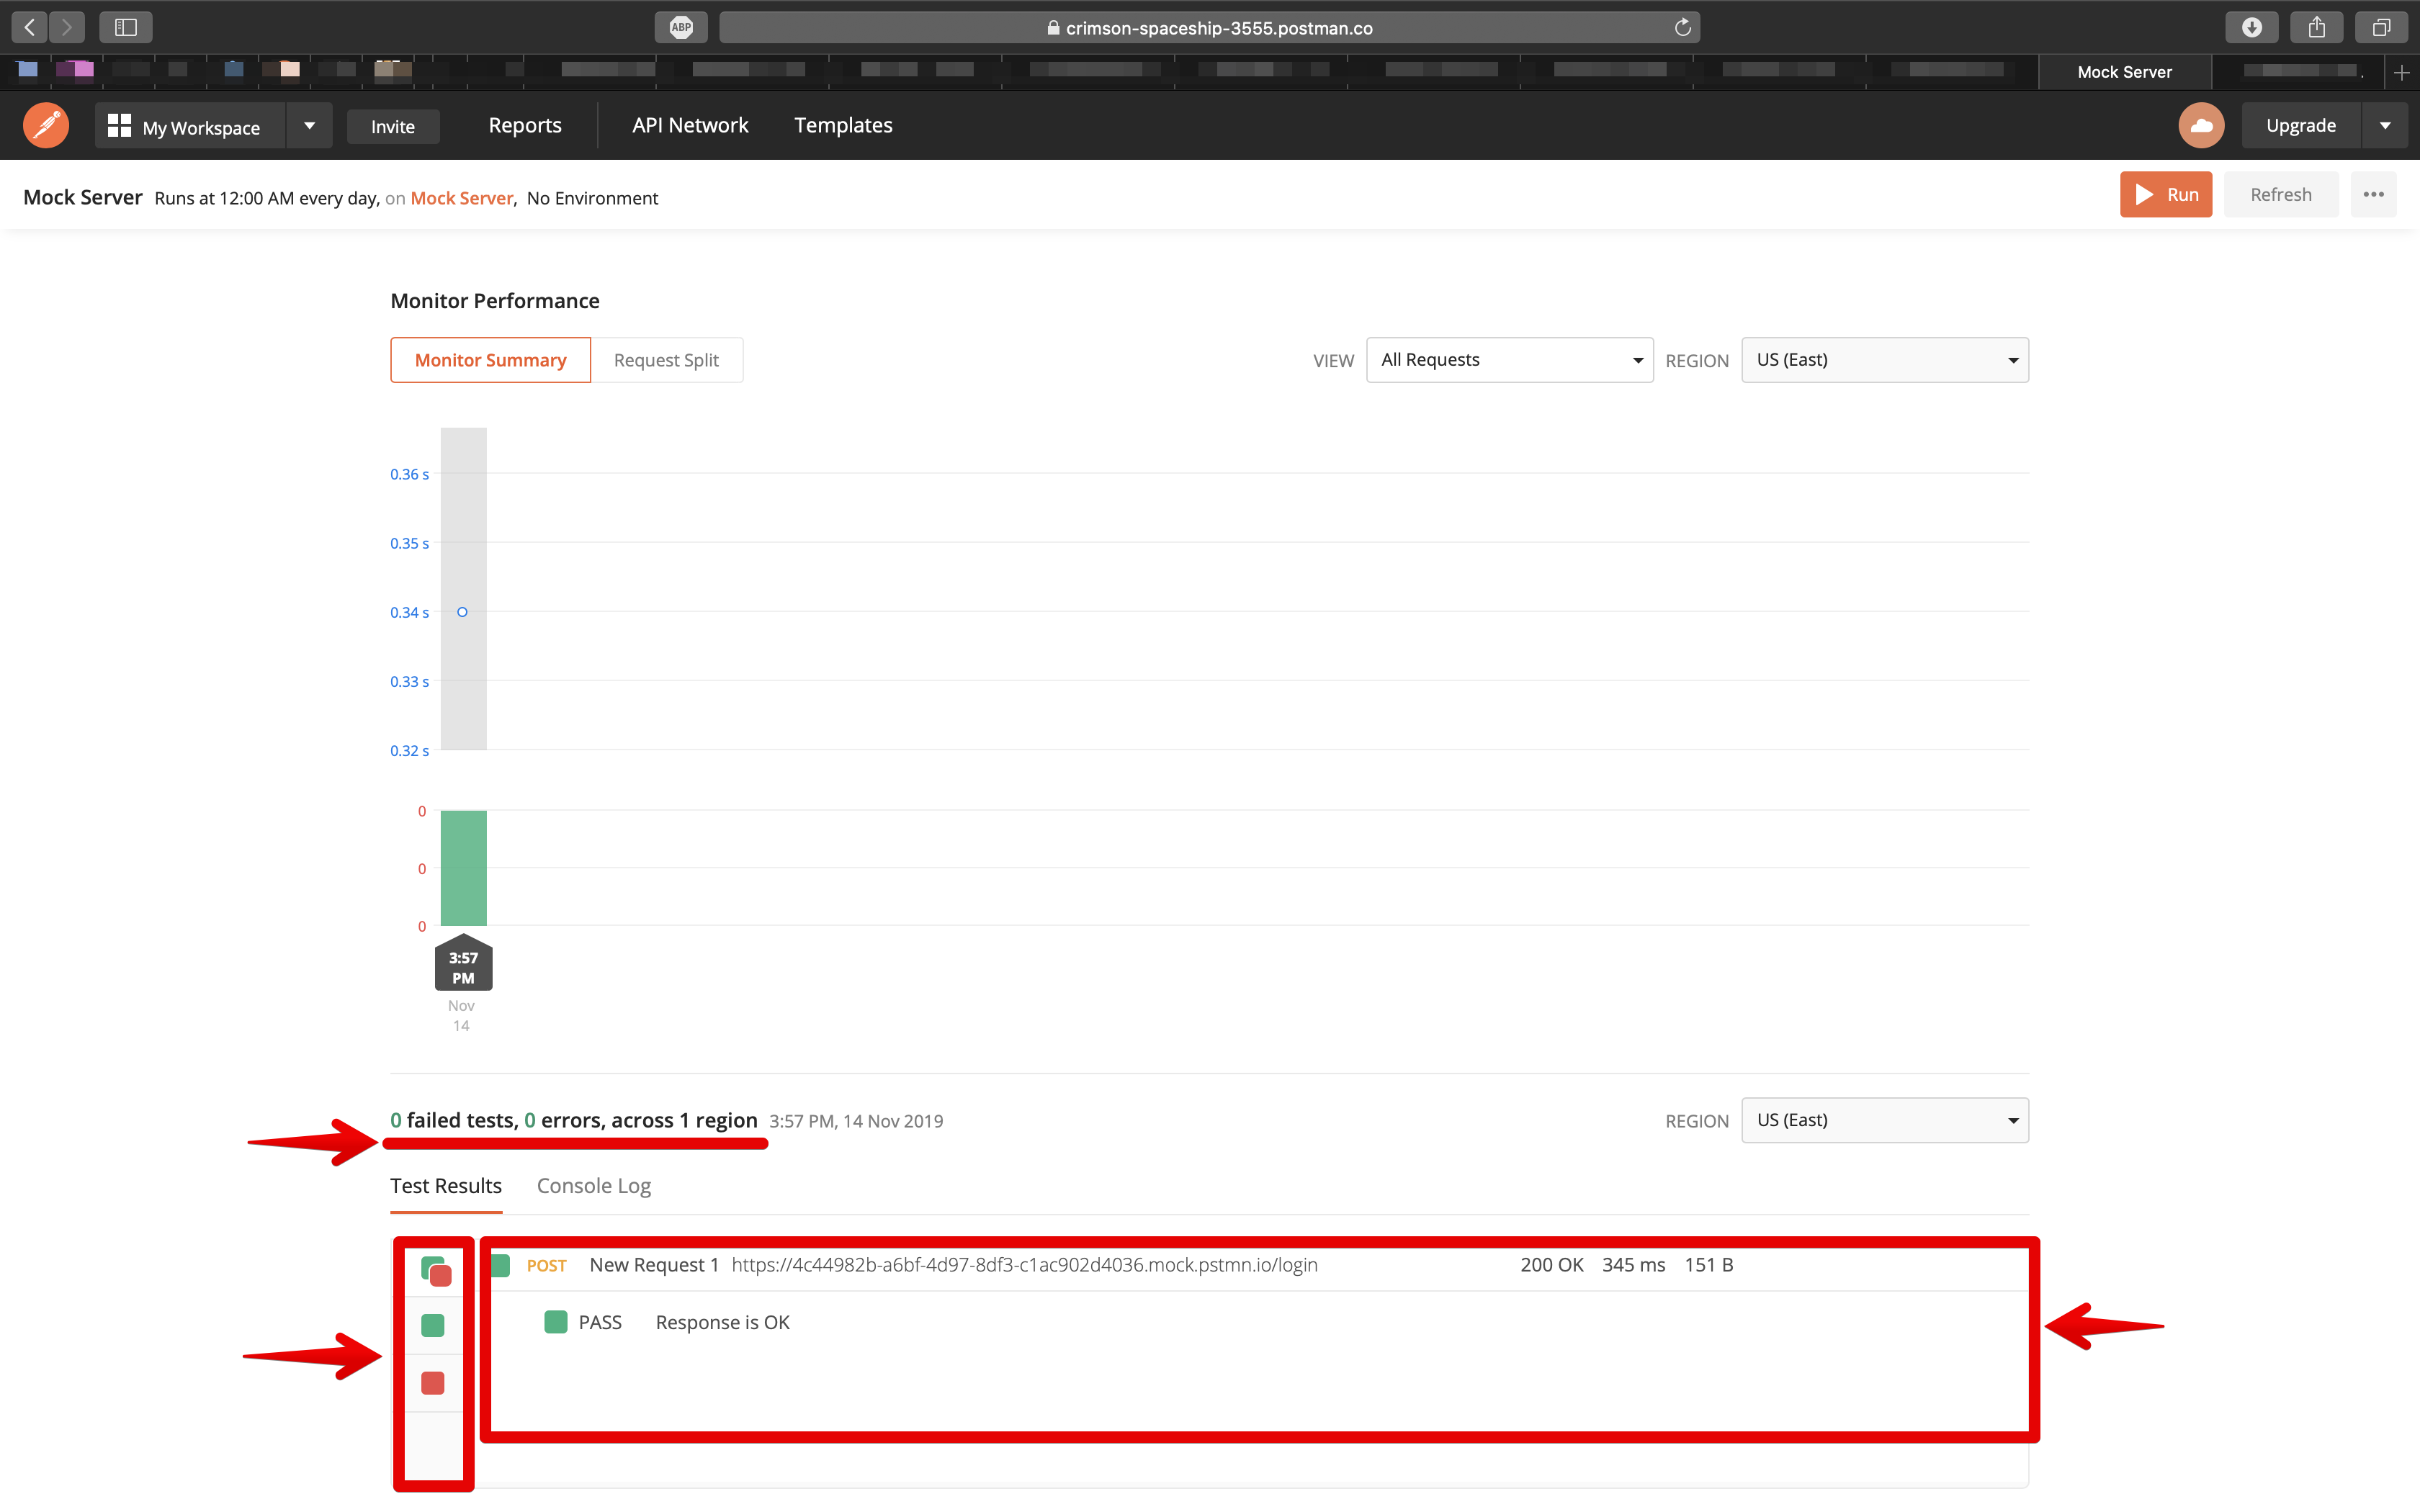 ABP
crimson-spaceship-3555.postman.co
Mock Server
My Workspace
Invite
Reports
API Network
Templates
Upgrade
Mock Server Runs at 12:00 AM every day, on Mock Server, No Environment
Run
Refresh
Monitor Performance
Monitor Summary
Request Split
VIEW
All Requests
REGION
US (East)
0.36 s
0.35 s
0.34 s
0.33 s
0.32 s
0
0
0
3:57
PM
Nov
14
0 failed tests, 0 errors, across 1 region 3:57 PM, 14 Nov 2019
REGION
US (East)
Test Results
Console Log
POST New Request 1 https://4c44982b-a6bf-4d97-8df3-c1ac902d4036.mock.pstmn.io/login 200 OK 345 ms 151 B
PASS Response is OK